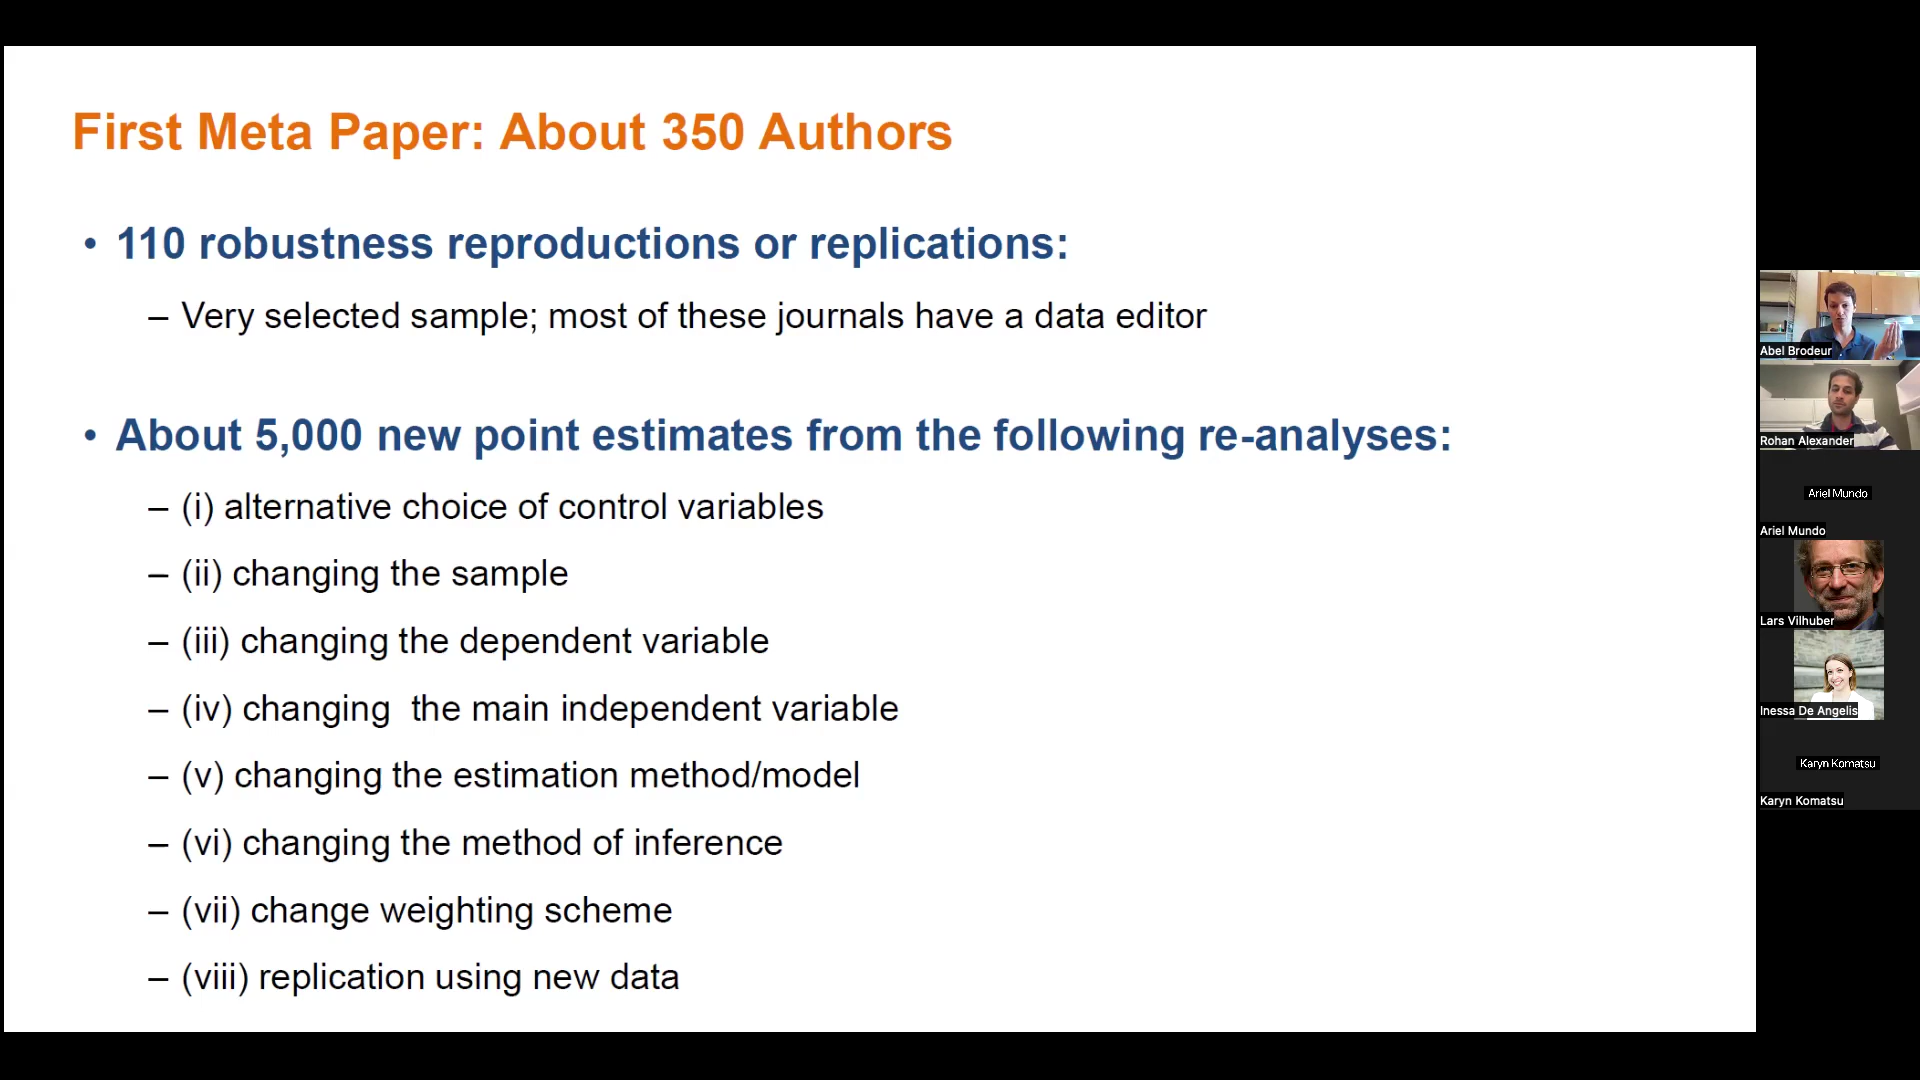 First Meta Paper: About 350 Authors
• 110 robustness reproductions or replications:
– Very selected sample; most of these journals have a data editor
• About 5,000 new point estimates from the following re-analyses:
– (i) alternative choice of control variables
– (ii) changing the sample
– (iii) changing the dependent variable
– (iv) changing  the main independent variable
– (v) changing the estimation method/model
– (vi) changing the method of inference
– (vii) change weighting scheme
– (viii) replication using new data
Abel Brodeur
Rohan Alexander
Ariel Mundo
Ariel Mundo
Lars Vilhuber
Inessa De Angelis
Karyn Komatsu
Karyn Komatsu